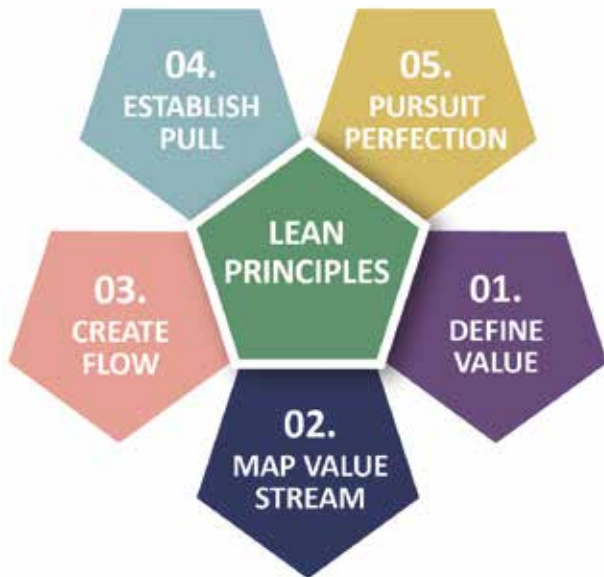 04.
ESTABLISH
PULL
05.
PURSUIT
PERFECTION
LEAN
PRINCIPLES
03.
CREATE
FLOW
01.
DEFINE
VALUE
02.
MAP VALUE
STREAM